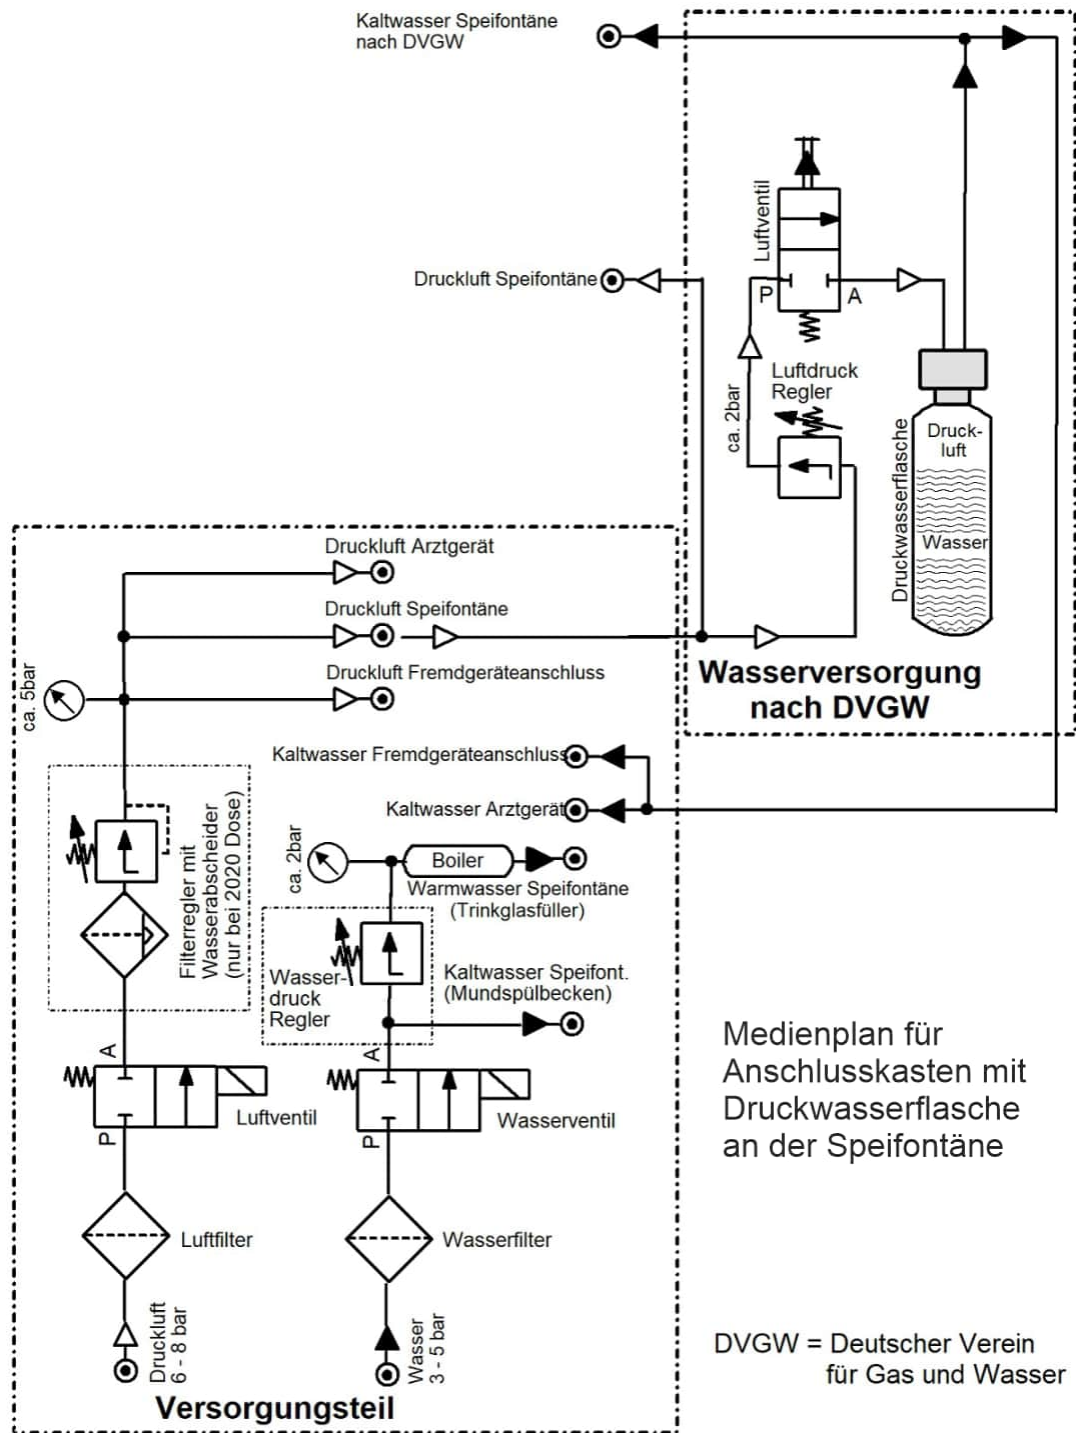 Kaltwasser Speifontäne
nach DVGW
Luftventil
Druckluft Speifontäne
P
A
Luftdruck
Regler
ca. 2bar
Druckwasserflasche
Druck-
luft
Wasser
Wasserversorgung
nach DVGW
Druckluft Arztgerät
Druckluft Speifontäne
Druckluft Fremdgeräteanschluss
ca. 5bar
Kaltwasser Fremdgeräteanschluss
Kaltwasser Arztgerät
Filterregler mit
Wasserabscheider
(nur bei 2020 Dose)
ca. 2bar
Boiler
Warmwasser Speifontäne
(Trinkglasfüller)
Wasser-
druck
Regler
Kaltwasser Speifont.
(Mundspülbecken)
A
P
Luftventil
A
P
Wasserventil
Luftfilter
Wasserfilter
Druckluft
6 - 8 bar
Wasser
3 - 5 bar
Versorgungsteil
Medienplan für
Anschlusskasten mit
Druckwasserflasche
an der Speifontäne
DVGW = Deutscher Verein
für Gas und Wasser